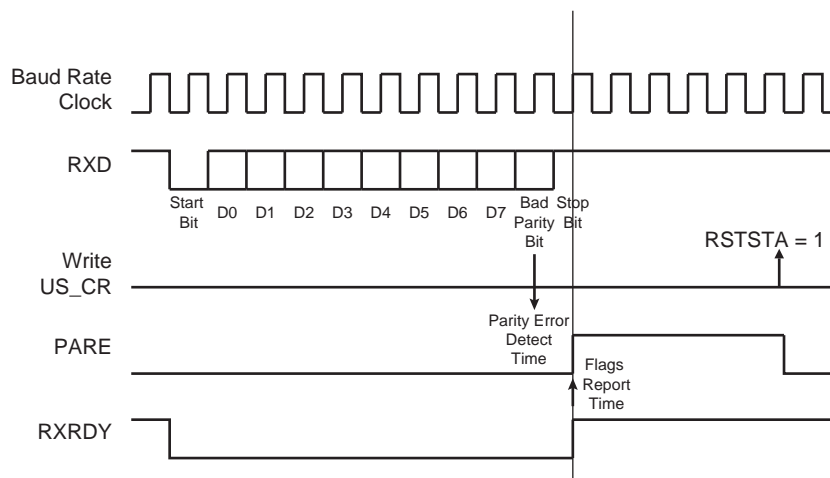 Baud Rate
Clock
RXD
Start
Bit
D0
D1
D2
D3
D4
D5
D6
D7
Bad
Parity
Bit
Stop
Bit
RSTSTA = 1
Write
US_CR
Parity Error
Detect
Time
PARE
Flags
Report
Time
RXRDY